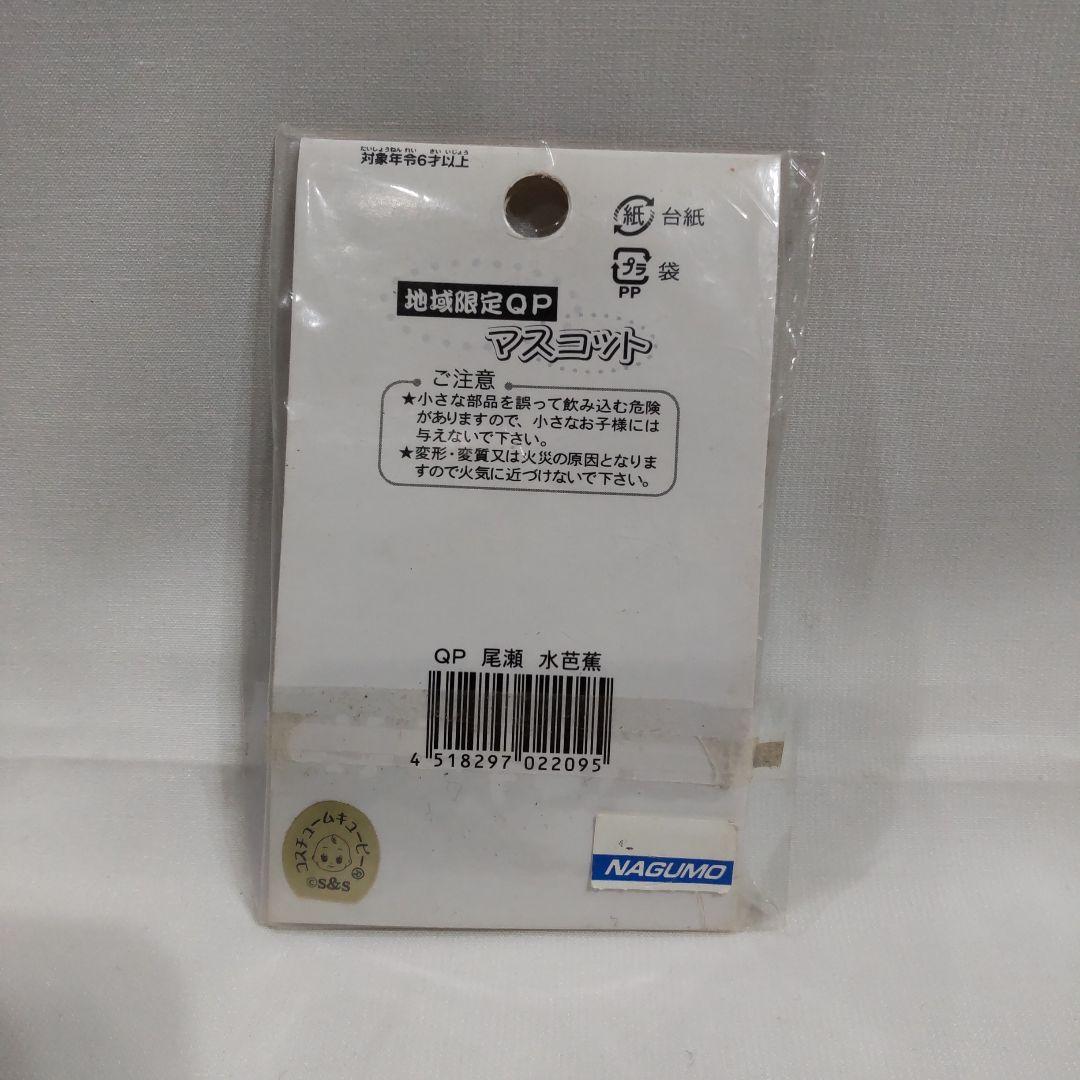 たいしょうねんれい さいいじょう
対象年令6才以上
紙 台紙
プラ 袋
PP
地域限定QP
マスコット
ご注意
★小さな部品を誤って飲み込む危険
がありますので、小さなお子様には
与えないで下さい。
★変形・変質又は火災の原因となりま
すので火気に近づけないで下さい。
QP 尾瀬 水芭蕉
4 518297 022095
コスチュームキューピー®
©S&S
NAGUMO